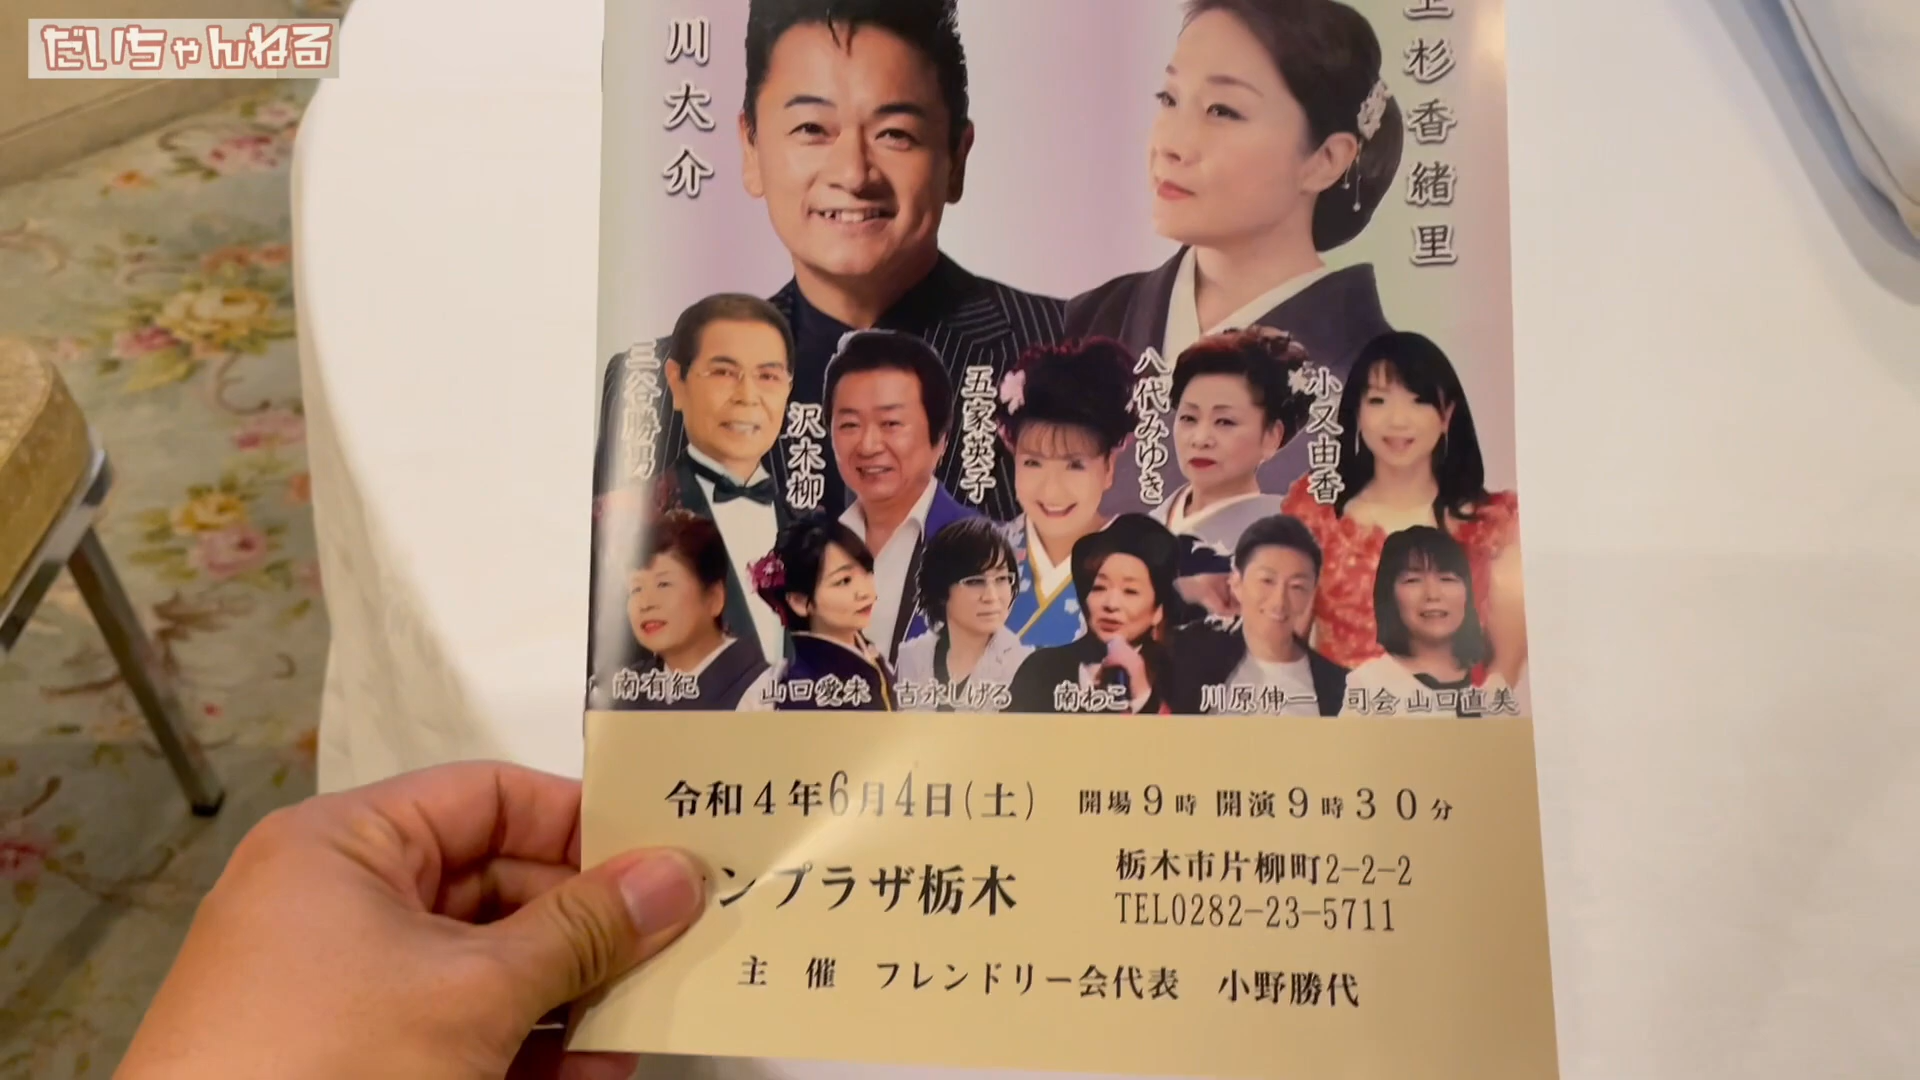 だいちゃんねる
川大介
上杉香緒里
三谷勝男
沢木柳
五家英子
八代みゆき
小又由香
南有紀
山口愛未
吉永しげる
南わこ
川原伸一
司会 山口直美
令和4年6月4日(土) 開場9時 開演9時30分
ンプラザ栃木
栃木市片柳町2-2-2
TEL0282-23-5711
主 催 フレンドリー会代表 小野勝代